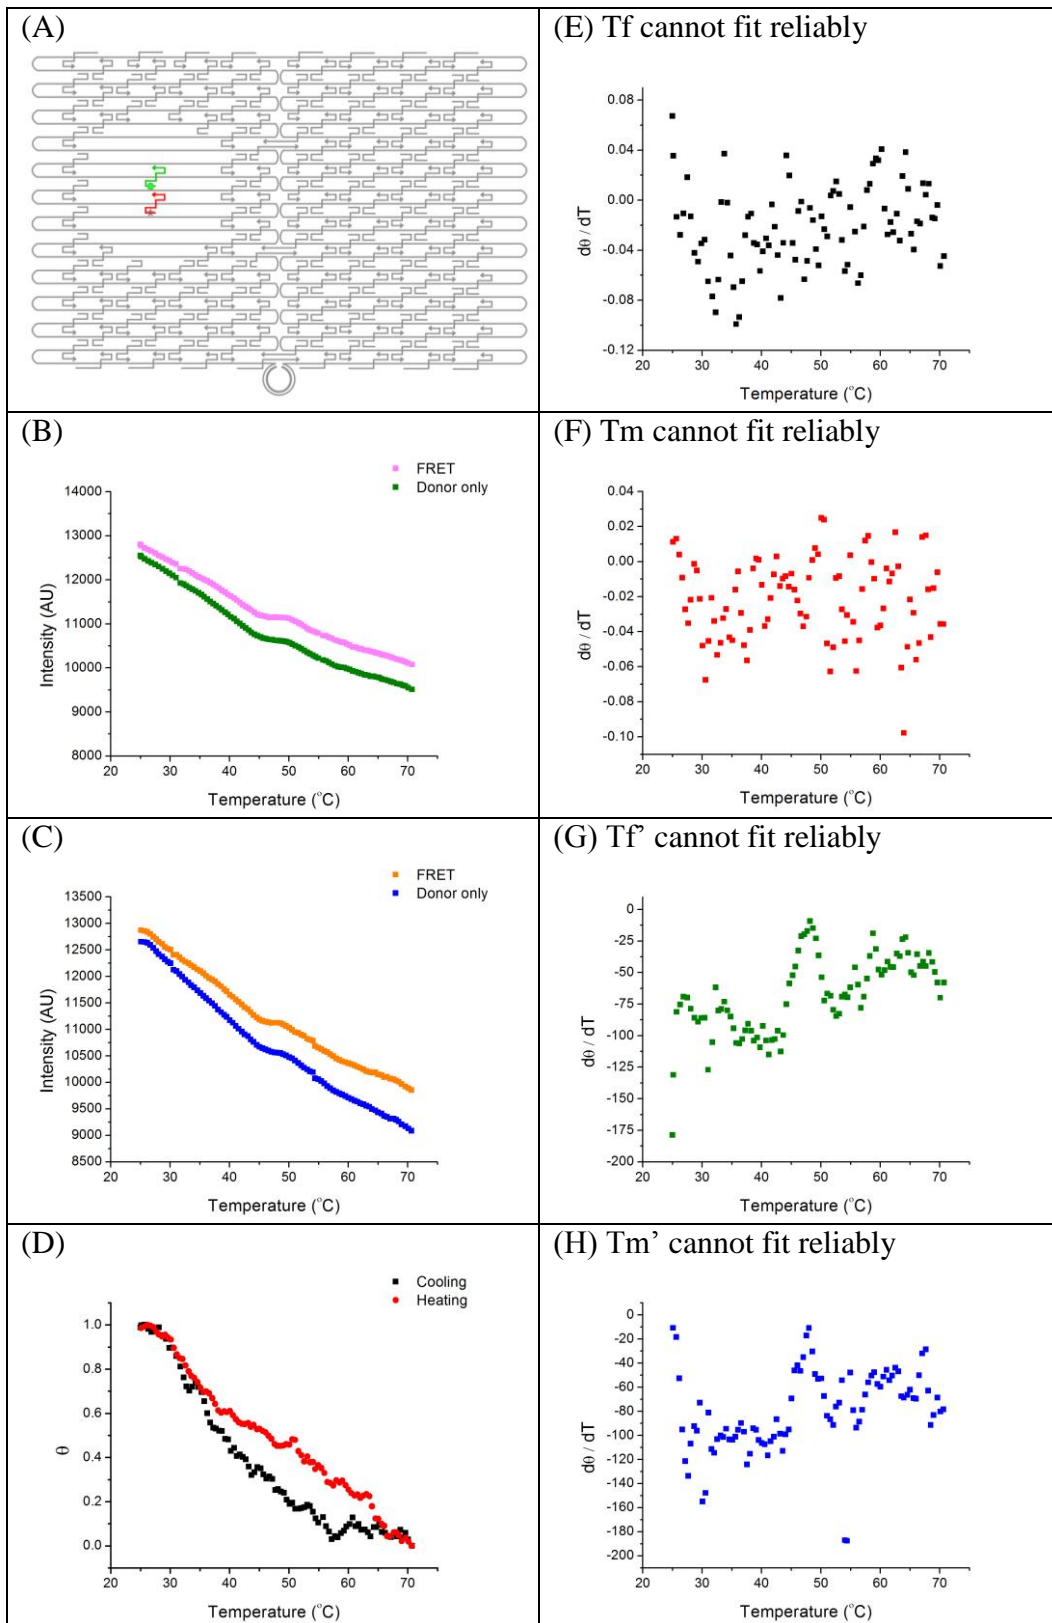 (A)
(E) Tf cannot fit reliably
0.08
0.04
0.00
-0.04
-0.08
-0.12
dθ / dT
20 30 40 50 60 70
Temperature (°C)
(B)
FRET
Donor only
14000
13000
12000
11000
10000
9000
8000
Intensity (AU)
20 30 40 50 60 70
Temperature (°C)
(F) Tm cannot fit reliably
0.04
0.02
0.00
-0.02
-0.04
-0.06
-0.08
-0.10
dθ / dT
20 30 40 50 60 70
Temperature (°C)
(C)
FRET
Donor only
13500
13000
12500
12000
11500
11000
10500
10000
9500
9000
8500
Intensity (AU)
20 30 40 50 60 70
Temperature (°C)
(G) Tf’ cannot fit reliably
0
-25
-50
-75
-100
-125
-150
-175
-200
dθ / dT
20 30 40 50 60 70
Temperature (°C)
(D)
Cooling
Heating
1.0
0.8
0.6
0.4
0.2
0.0
θ
20 30 40 50 60 70
Temperature (°C)
(H) Tm’ cannot fit reliably
0
-20
-40
-60
-80
-100
-120
-140
-160
-180
-200
dθ / dT
20 30 40 50 60 70
Temperature (°C)